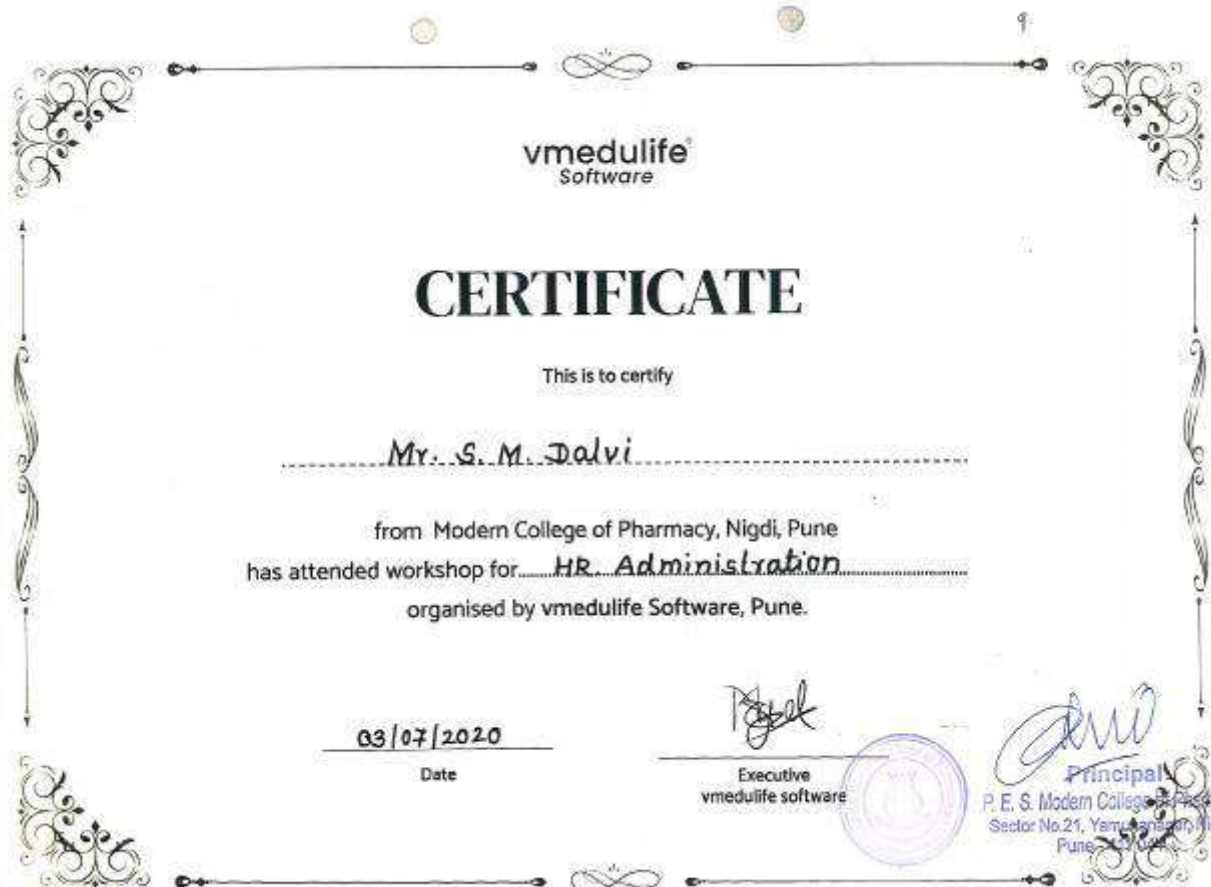 9
vmedulife®
Software
CERTIFICATE
This is to certify
Mr. S. M. Dalvi
from Modern College of Pharmacy, Nigdi, Pune
has attended workshop for HR Administration
organised by vmedulife Software, Pune.
03/07/2020
Date
Executive
vmedulife software
Principal
P. E. S. Modern College
Sector No.21,
Pune